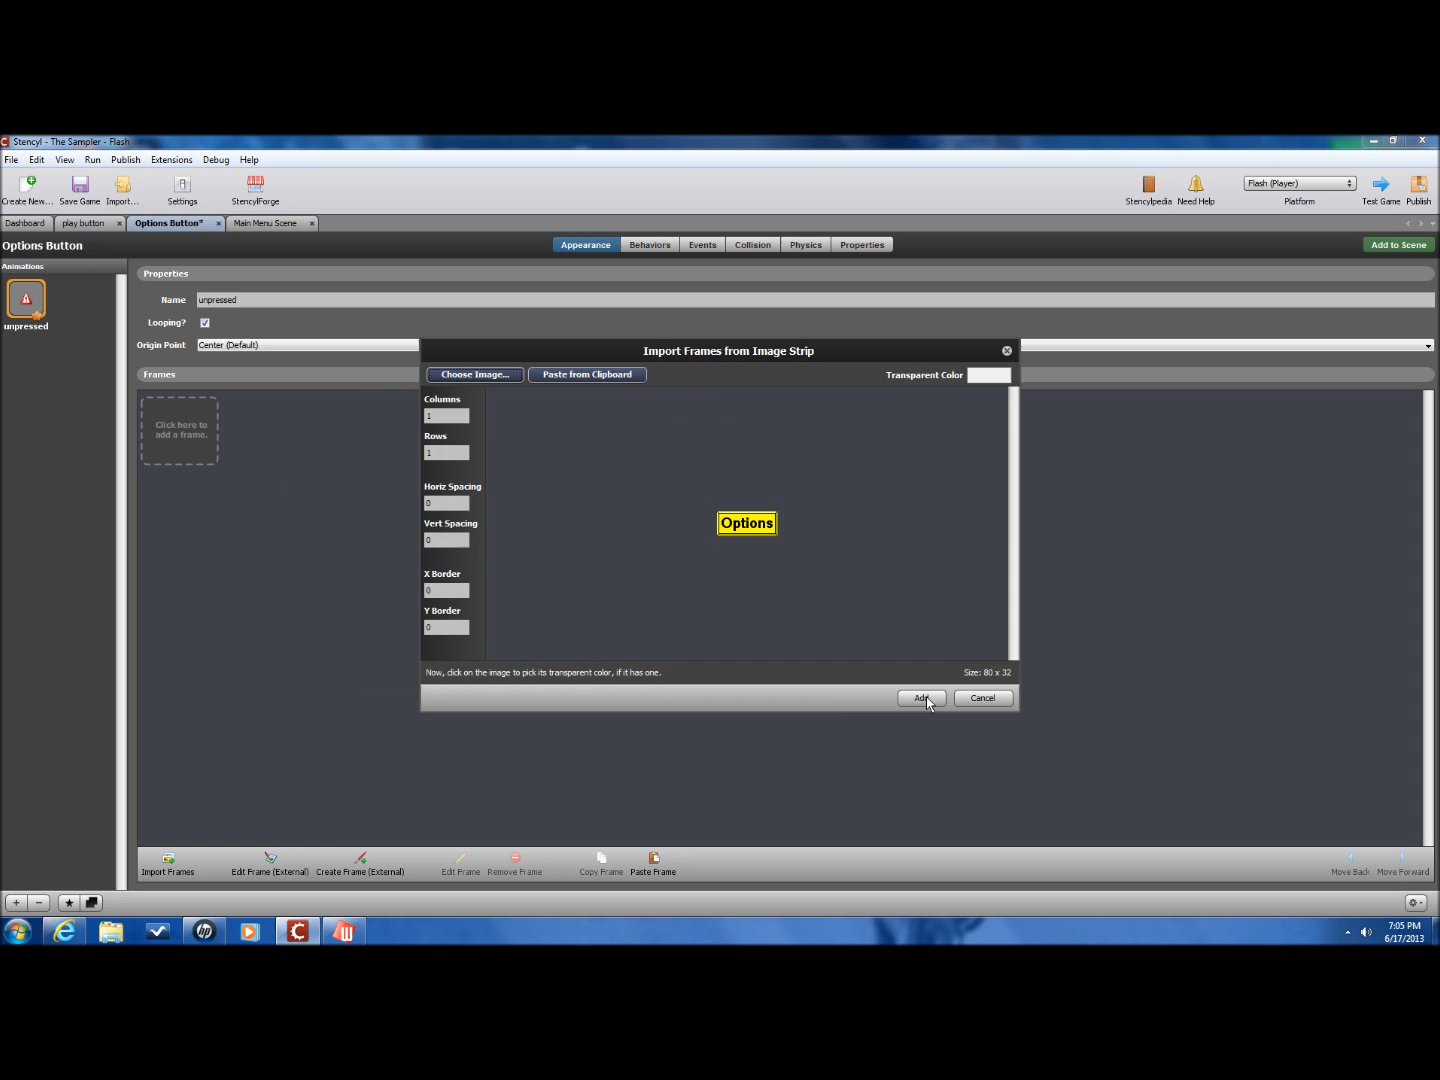 Stencyl - The Sampler - Flash
File Edit View Run Publish Extensions Debug Help
Create New... Save Game Import... Settings StencylForge Stencylpedia Need Help Flash (Player) Platform Test Game Publish
Dashboard play button Options Button* Main Menu Scene
Options Button Appearance Behaviors Events Collision Physics Properties Add to Scene
Animations
unpressed
Properties
Name unpressed
Looping?
Origin Point Center (Default)
Frames
Click here to
add a frame.
Import Frames from Image Strip
Choose Image... Paste from Clipboard Transparent Color
Columns
1
Rows
1
Horiz Spacing
0
Vert Spacing
0
X Border
0
Y Border
0
Options
Now, click on the image to pick its transparent color, if it has one. Size: 80 x 32
Add Cancel
Import Frames Edit Frame (External) Create Frame (External) Edit Frame Remove Frame Copy Frame Paste Frame Move Back Move Forward
7:05 PM
6/17/2013